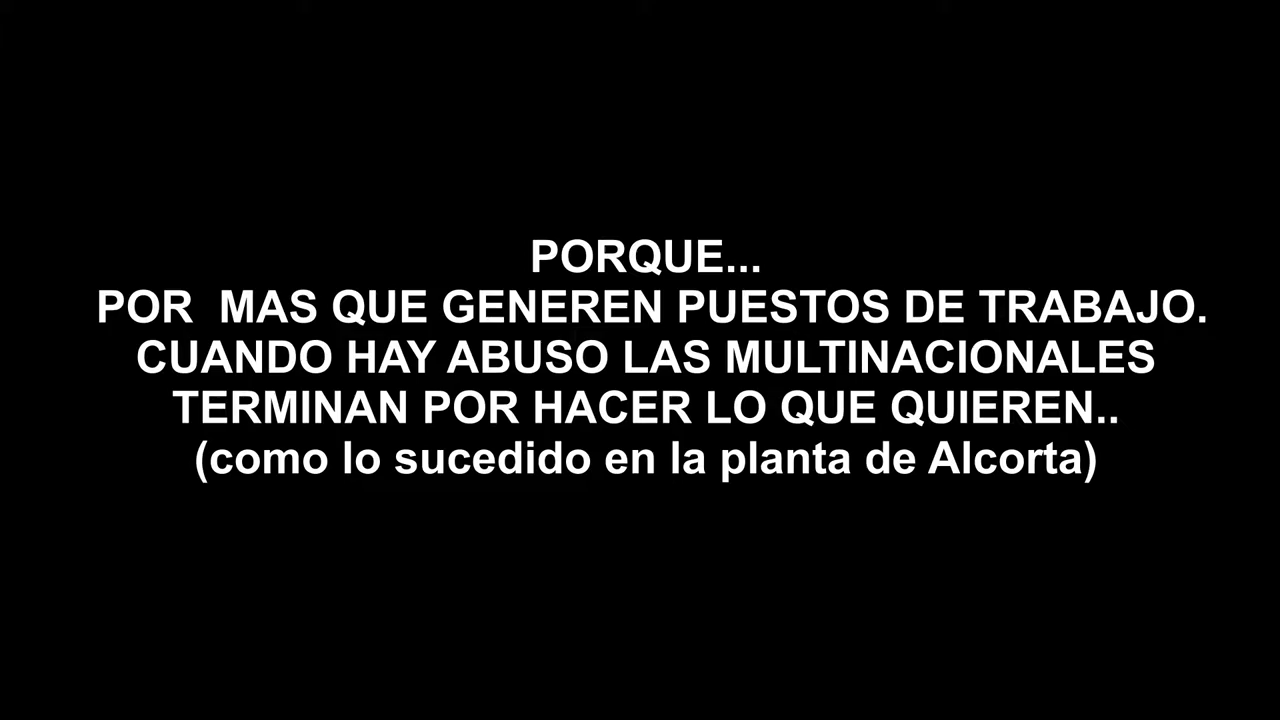 PORQUE...
POR  MAS QUE GENEREN PUESTOS DE TRABAJO.
CUANDO HAY ABUSO LAS MULTINACIONALES
TERMINAN POR HACER LO QUE QUIEREN..
(como lo sucedido en la planta de Alcorta)